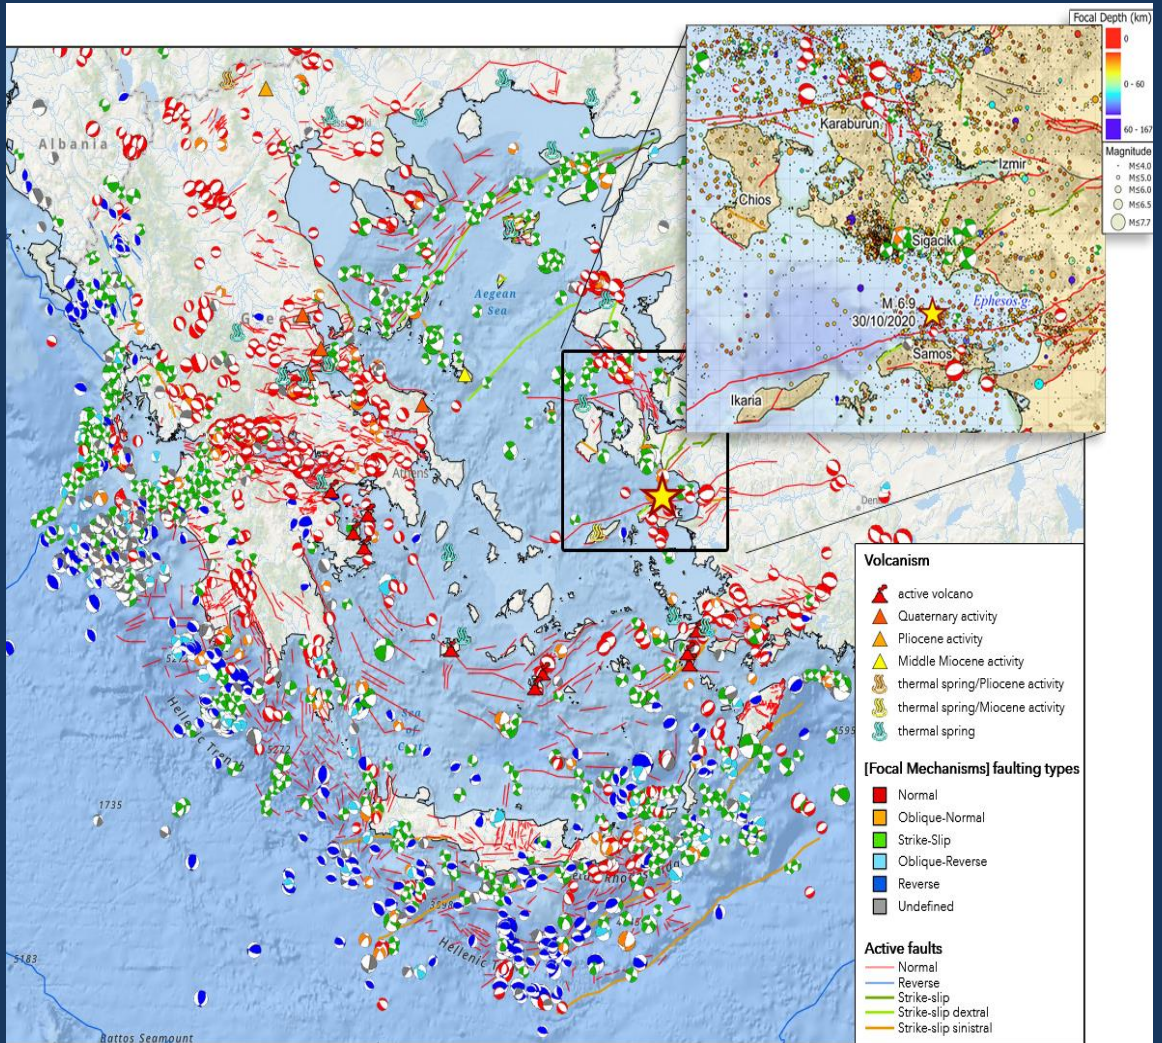 Focal Depth (km)
0
0 - 60
60 - 167
Magnitude
M≤4.0
M≤5.0
M≤6.0
M≤6.5
M≤7.7
Karaburun
Izmir
Chios
Sigacik
M 6.9
30/10/2020
Ephesos g.
Samos
Ikaria
Albania
Aegean
Sea
Athens
Hellenic Trench
5272
1735
3598
4595
5183
Hellenic
Battos Seamount
Volcanism
active volcano
Quaternary activity
Pliocene activity
Middle Miocene activity
thermal spring/Pliocene activity
thermal spring/Miocene activity
thermal spring
[Focal Mechanisms] faulting types
Normal
Oblique-Normal
Strike-Slip
Oblique-Reverse
Reverse
Undefined
Active faults
Normal
Reverse
Strike-slip
Strike-slip dextral
Strike-slip sinistral